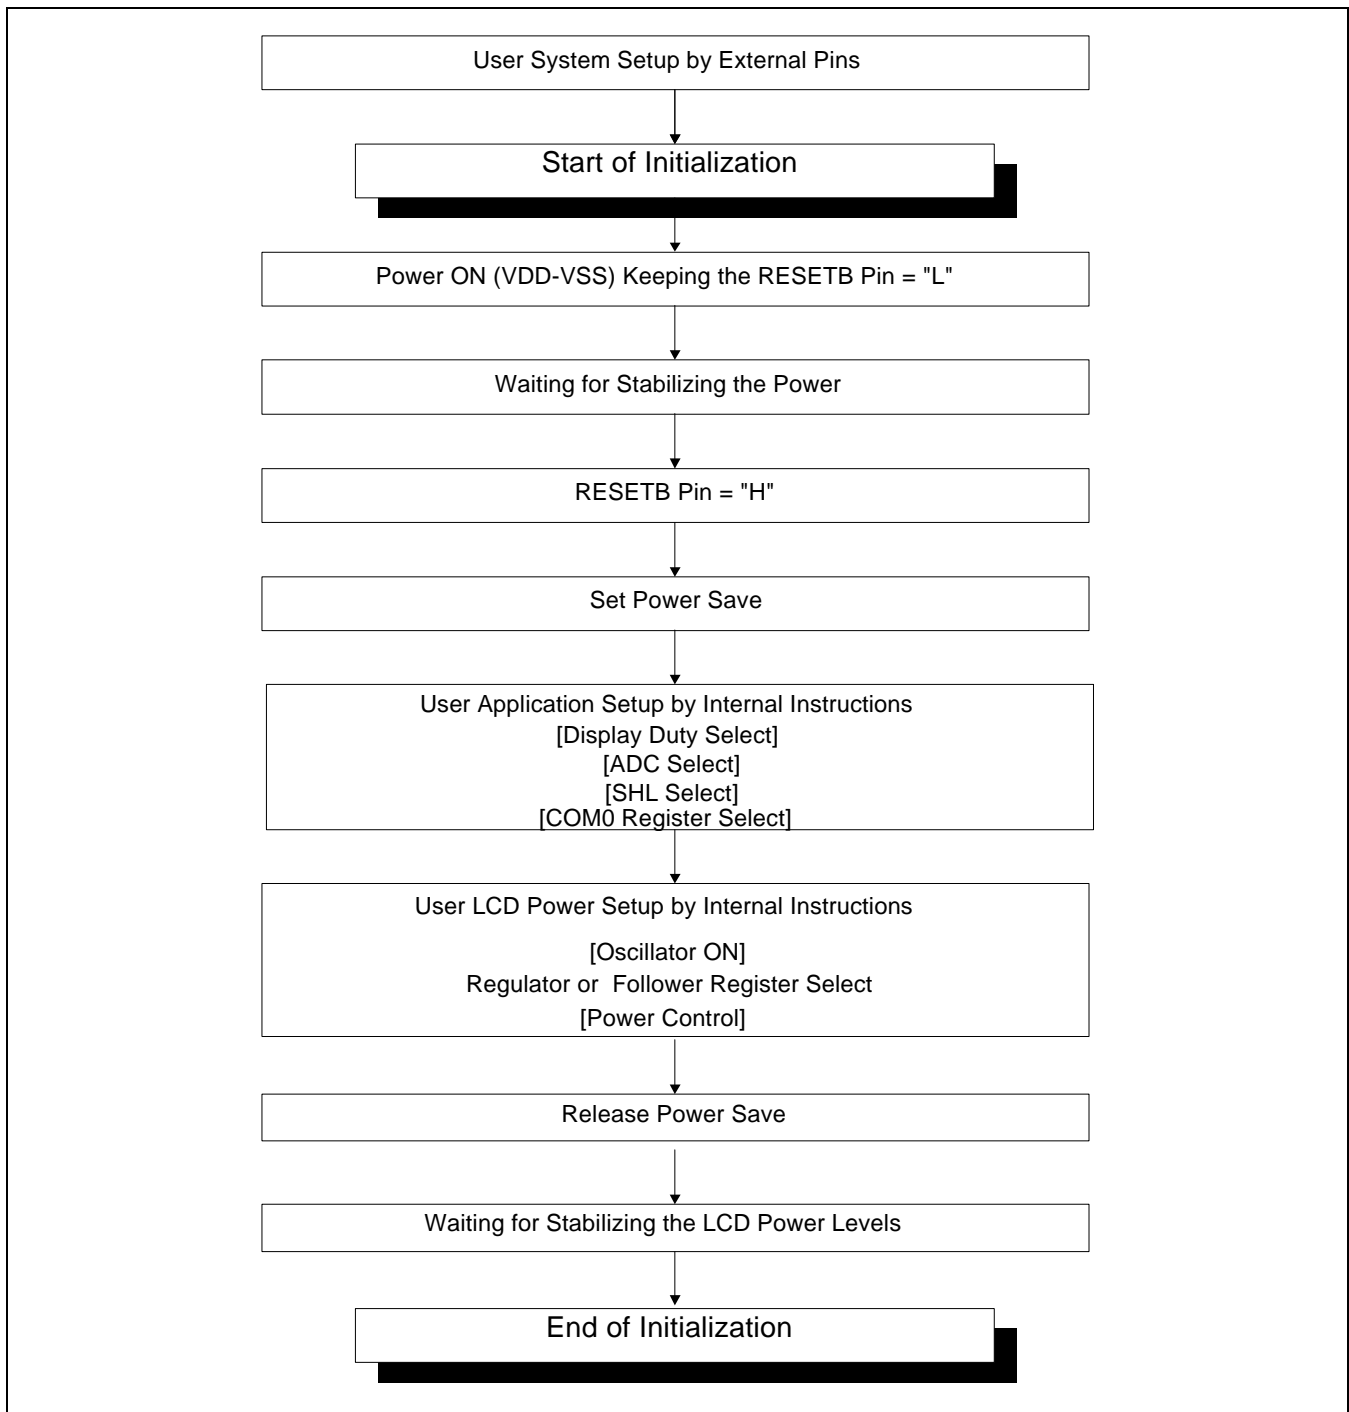 User System Setup by External Pins
Start of Initialization
Power ON (VDD-VSS) Keeping the RESETB Pin = "L"
Waiting for Stabilizing the Power
RESETB Pin = "H"
Set Power Save
User Application Setup by Internal Instructions
[Display Duty Select]
[ADC Select]
[SHL Select]
[COM0 Register Select]
User LCD Power Setup by Internal Instructions
[Oscillator ON]
Regulator or Follower Register Select
[Power Control]
Release Power Save
Waiting for Stabilizing the LCD Power Levels
End of Initialization